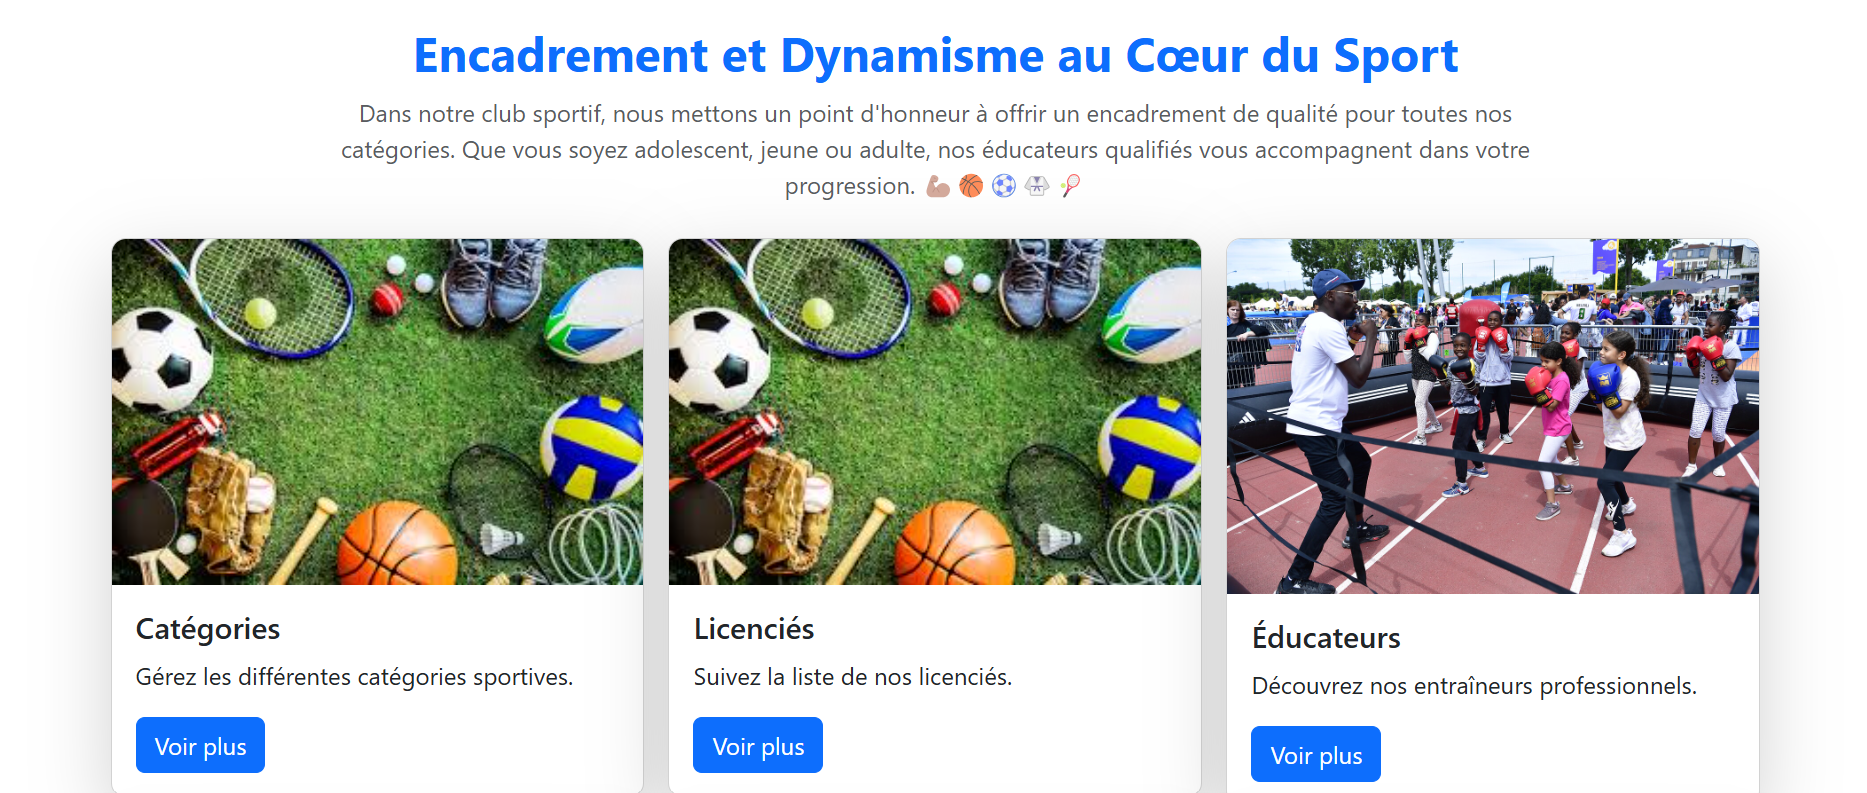 Encadrement et Dynamisme au Cœur du Sport
Dans notre club sportif, nous mettons un point d'honneur à offrir un encadrement de qualité pour toutes nos
catégories. Que vous soyez adolescent, jeune ou adulte, nos éducateurs qualifiés vous accompagnent dans votre
progression. 💪 🏀 ⚽ 🥋 🎾
Catégories
Gérez les différentes catégories sportives.
Voir plus
Licenciés
Suivez la liste de nos licenciés.
Voir plus
Éducateurs
Découvrez nos entraîneurs professionnels.
Voir plus